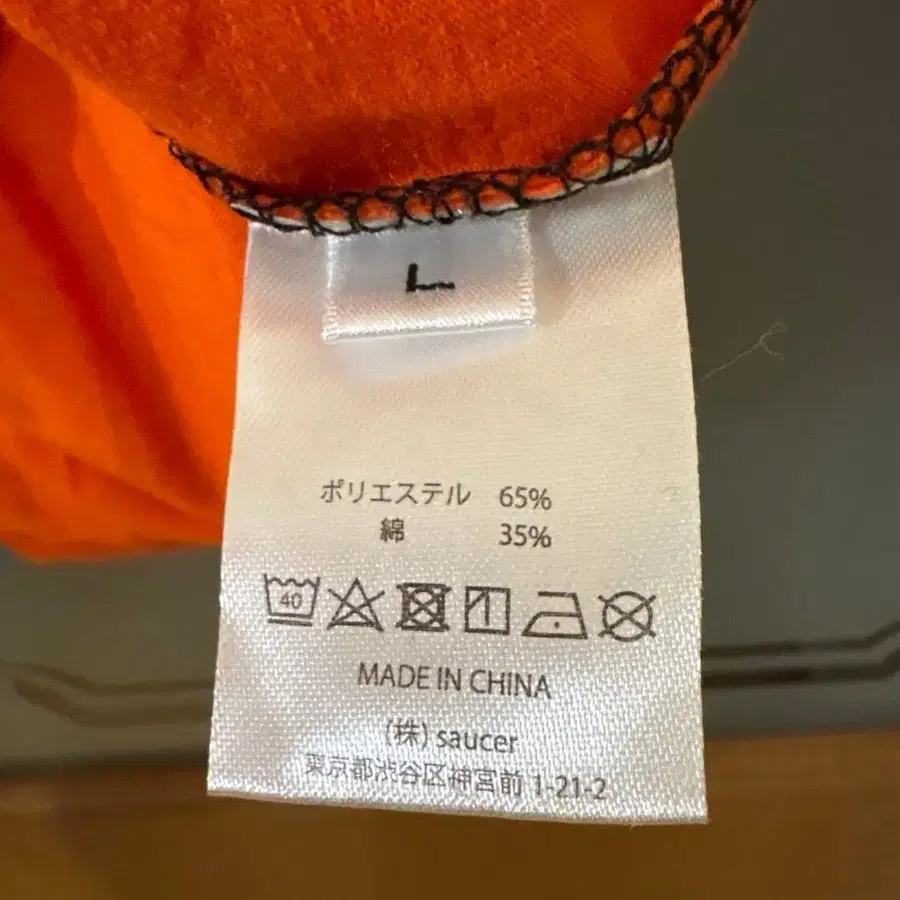 L
ポリエステル 65%
綿 35%
40
MADE IN CHINA
(株) saucer
東京都渋谷区神宮前 1-21-2